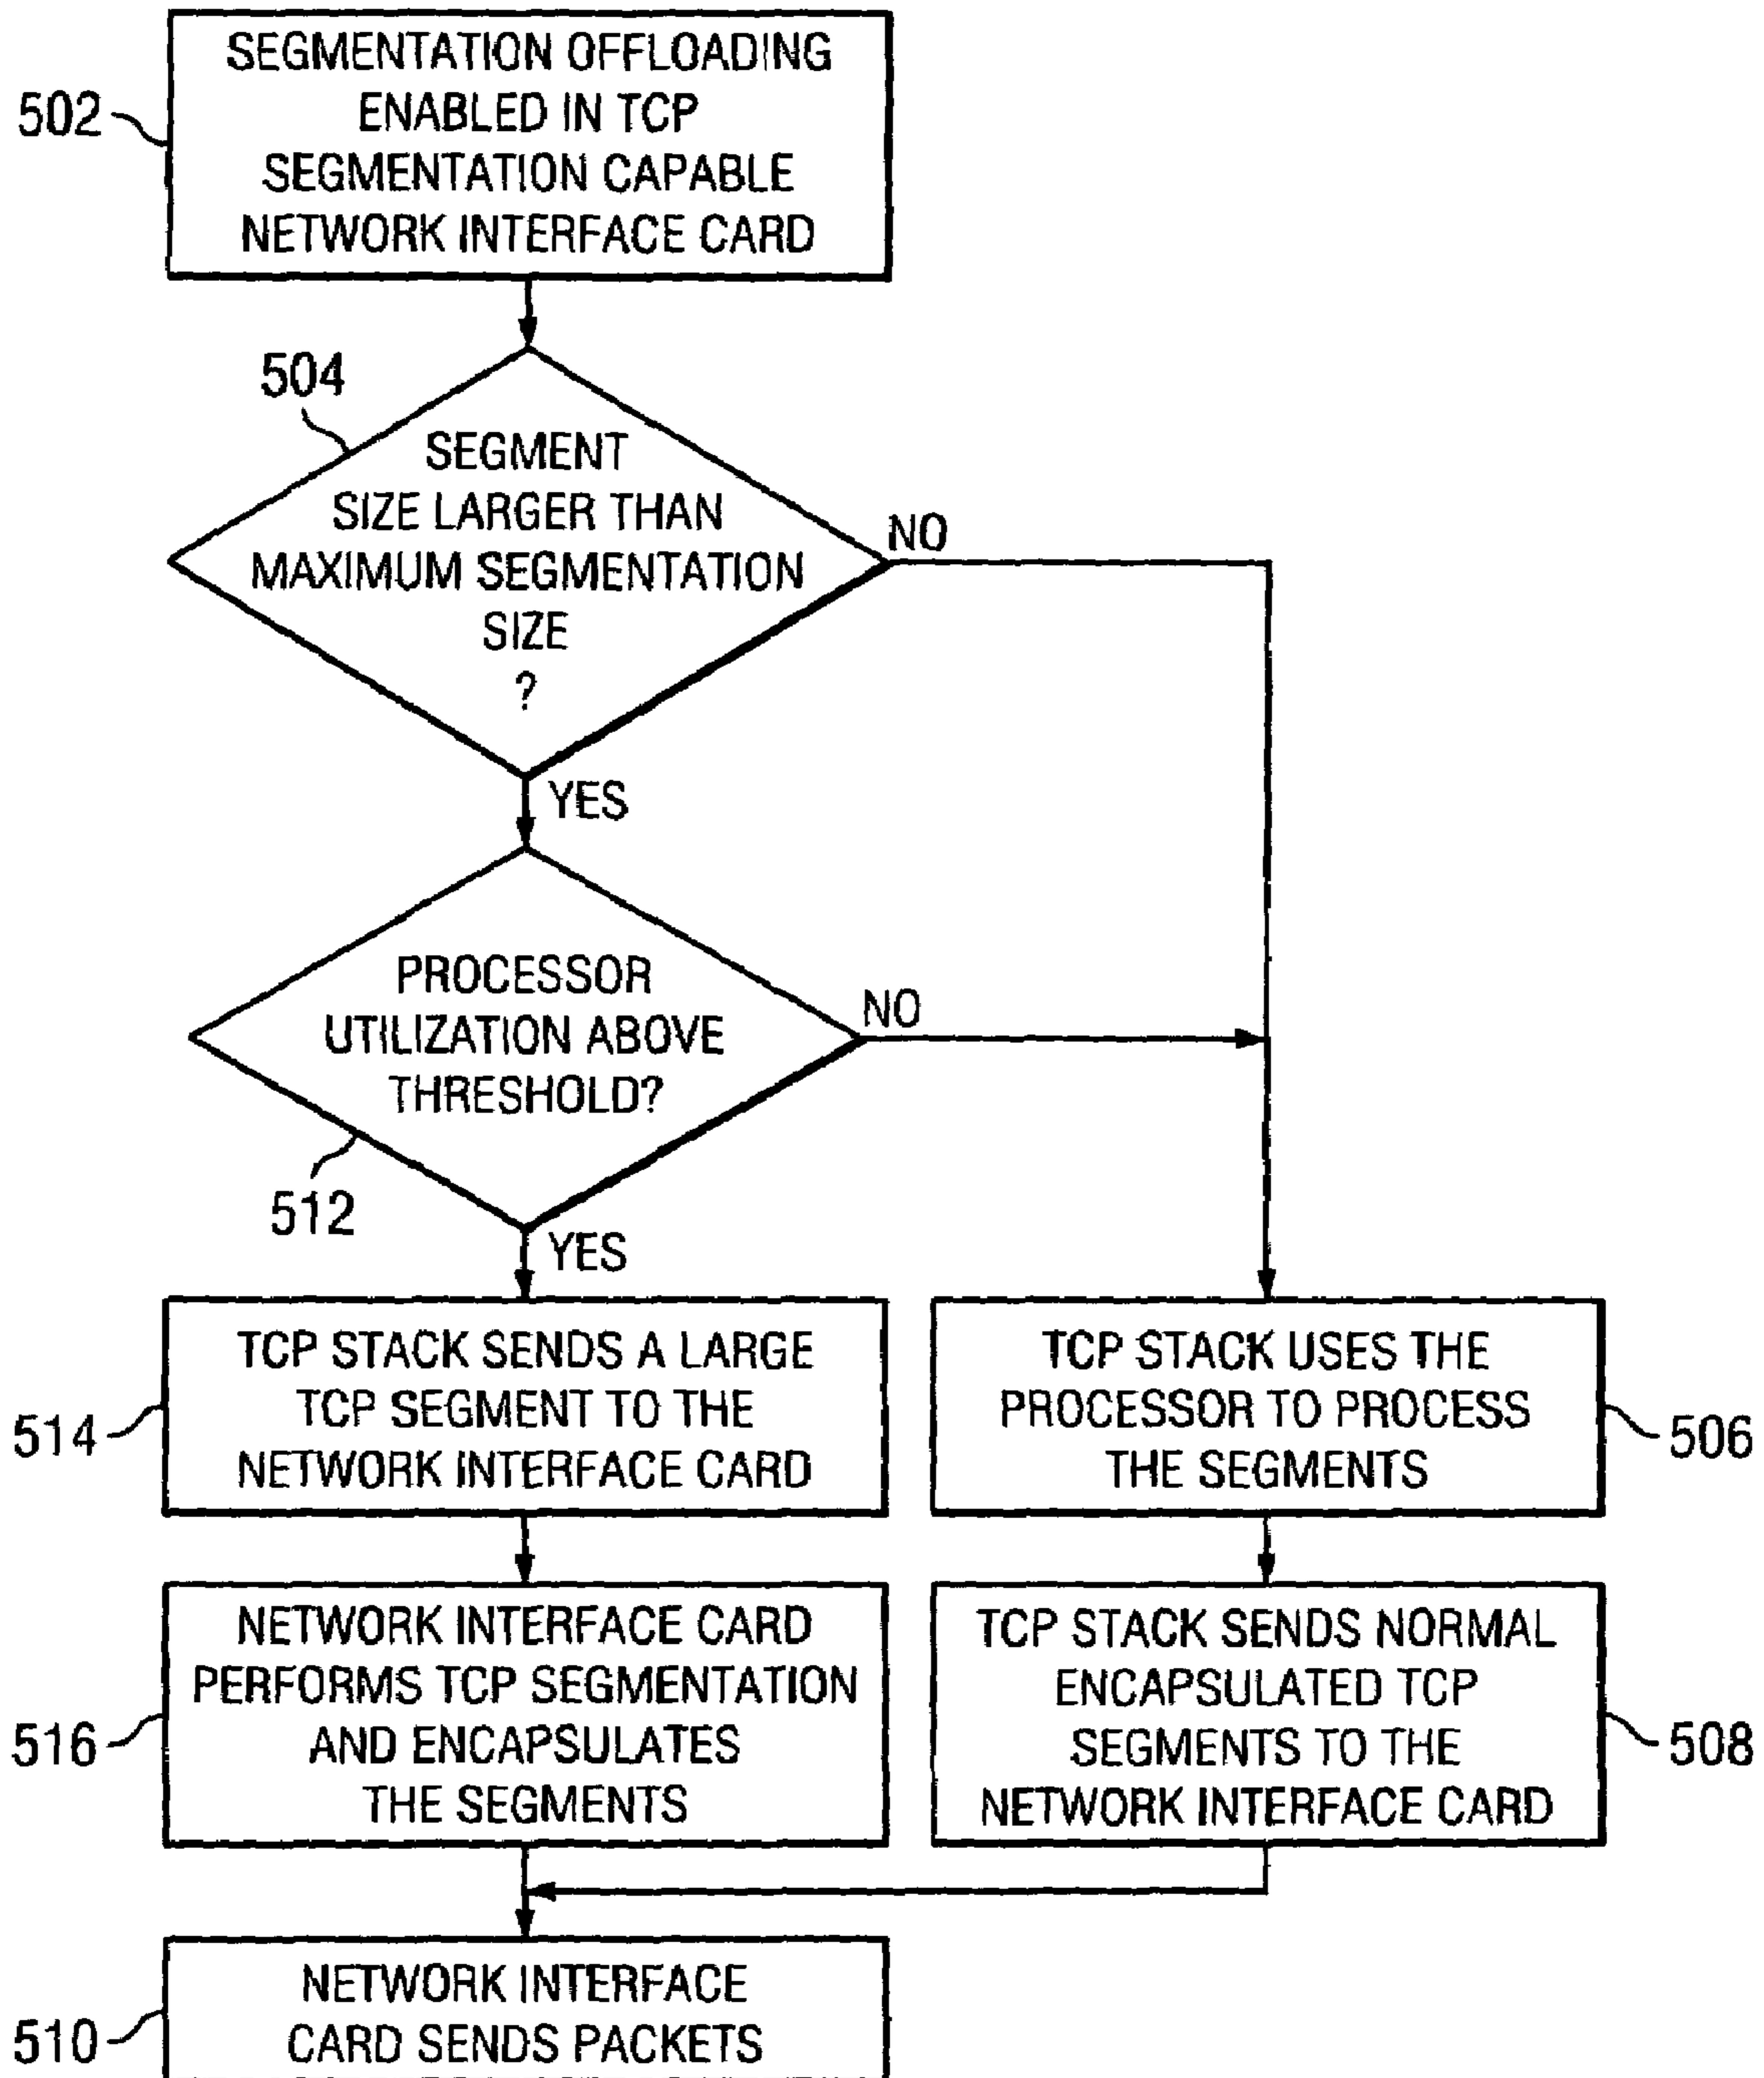 502
SEGMENTATION OFFLOADING
ENABLED IN TCP
SEGMENTATION CAPABLE
NETWORK INTERFACE CARD
504
SEGMENT
SIZE LARGER THAN
MAXIMUM SEGMENTATION
SIZE
?
NO
YES
PROCESSOR
UTILIZATION ABOVE
THRESHOLD?
NO
512
YES
514
TCP STACK SENDS A LARGE
TCP SEGMENT TO THE
NETWORK INTERFACE CARD
TCP STACK USES THE
PROCESSOR TO PROCESS
THE SEGMENTS
506
516
NETWORK INTERFACE CARD
PERFORMS TCP SEGMENTATION
AND ENCAPSULATES
THE SEGMENTS
TCP STACK SENDS NORMAL
ENCAPSULATED TCP
SEGMENTS TO THE
NETWORK INTERFACE CARD
508
510
NETWORK INTERFACE
CARD SENDS PACKETS